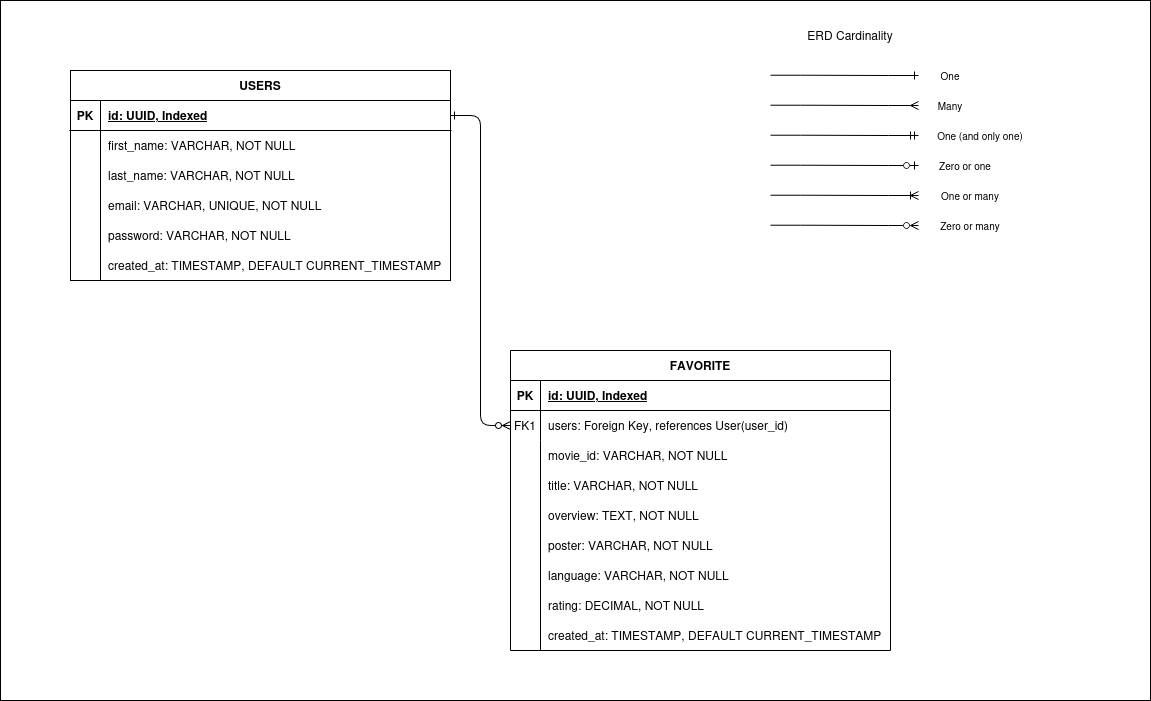 ERD Cardinality
One
Many
One (and only one)
Zero or one
One or many
Zero or many
USERS
PK id: UUID, Indexed
first_name: VARCHAR, NOT NULL
last_name: VARCHAR, NOT NULL
email: VARCHAR, UNIQUE, NOT NULL
password: VARCHAR, NOT NULL
created_at: TIMESTAMP, DEFAULT CURRENT_TIMESTAMP
FAVORITE
PK id: UUID, Indexed
FK1 users: Foreign Key, references User(user_id)
movie_id: VARCHAR, NOT NULL
title: VARCHAR, NOT NULL
overview: TEXT, NOT NULL
poster: VARCHAR, NOT NULL
language: VARCHAR, NOT NULL
rating: DECIMAL, NOT NULL
created_at: TIMESTAMP, DEFAULT CURRENT_TIMESTAMP